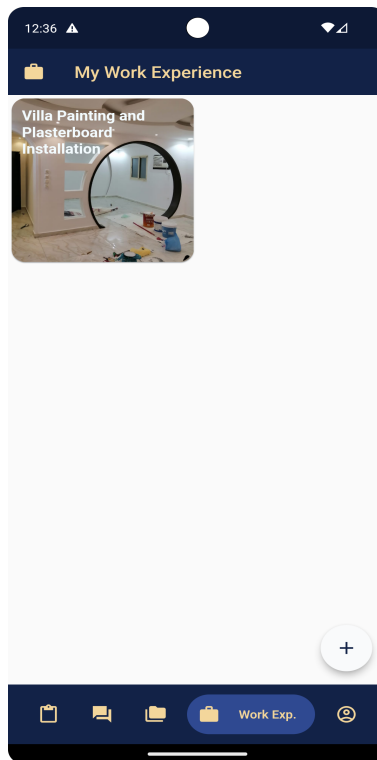 12:36
My Work Experience
Villa Painting and
Plasterboard
Installation
Work Exp.